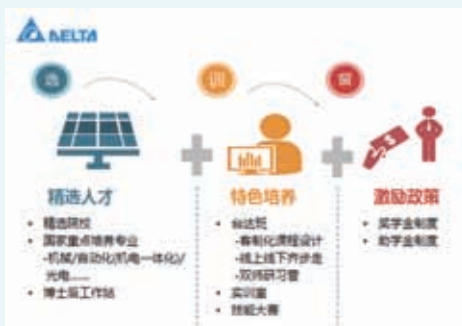 DELTA
选
训
留
精选人才
特色培养
激励政策
• 精选院校
• 国家重点培养专业
-机械/自动化(机电一体化)/
光电……
• 博士后工作站
• 台达班
-客制化课程设计
-线上线下齐步走
-双师研习营
• 实训室
• 技能大赛
• 奖学金制度
• 助学金制度